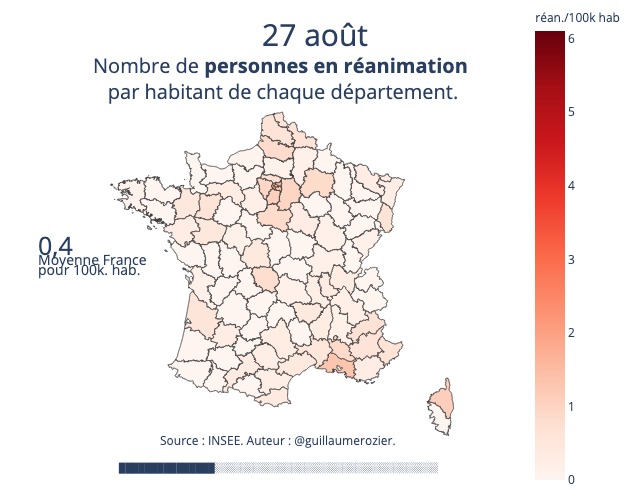 27 août
Nombre de personnes en réanimation
par habitant de chaque département.
réan./100k hab
6
5
4
3
2
1
0
0,4
Moyenne France
pour 100k. hab.
Source : INSEE. Auteur : @guillaumerozier.